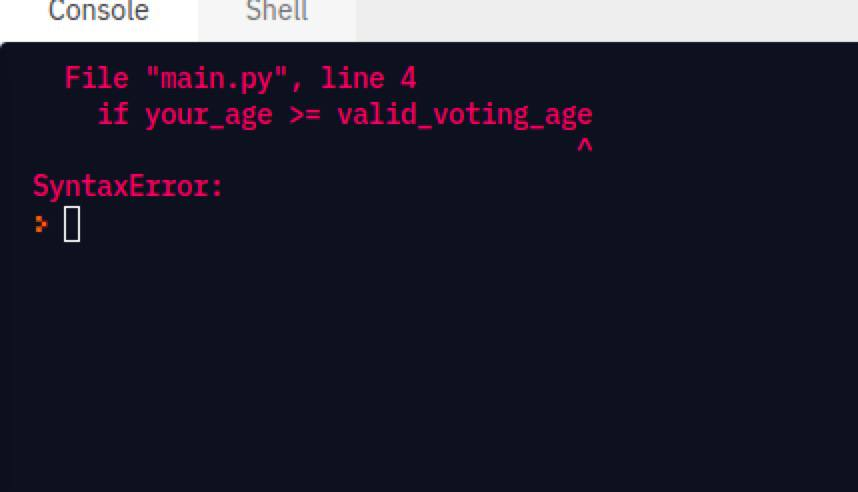 Console Shell
File "main.py", line 4
if your_age >= valid_voting_age
^
SyntaxError:
>